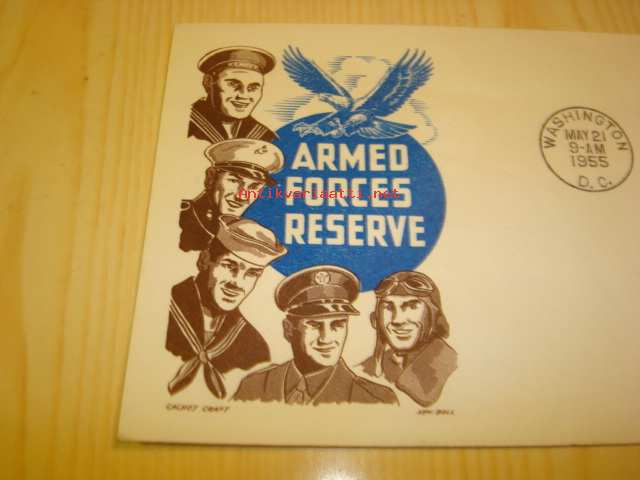 ARMED
FORCES
RESERVE
Antikvariaatti.net
WASHINGTON
MAY 21
9-AM
1955
D.C.
CACHET CRAFT